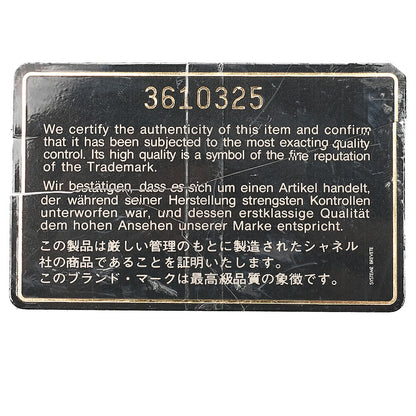 3610325
We certify the authenticity of this item and confirm
that it has been subjected to the most exacting quality
control. Its high quality is a symbol of the fine reputation
of the Trademark.
Wir bestätigen, dass es sich um einen Artikel handelt,
der während seiner Herstellung strengsten Kontrollen
unterworfen war, und dessen erstklassige Qualität
dem hohen Ansehen unserer Marke entspricht.
この製品は厳しい管理のもとに製造されたシャネル
社の商品であることを証明いたします。
このブランド・マークは最高級品質の象徴です。
SYSTEME BREVETE